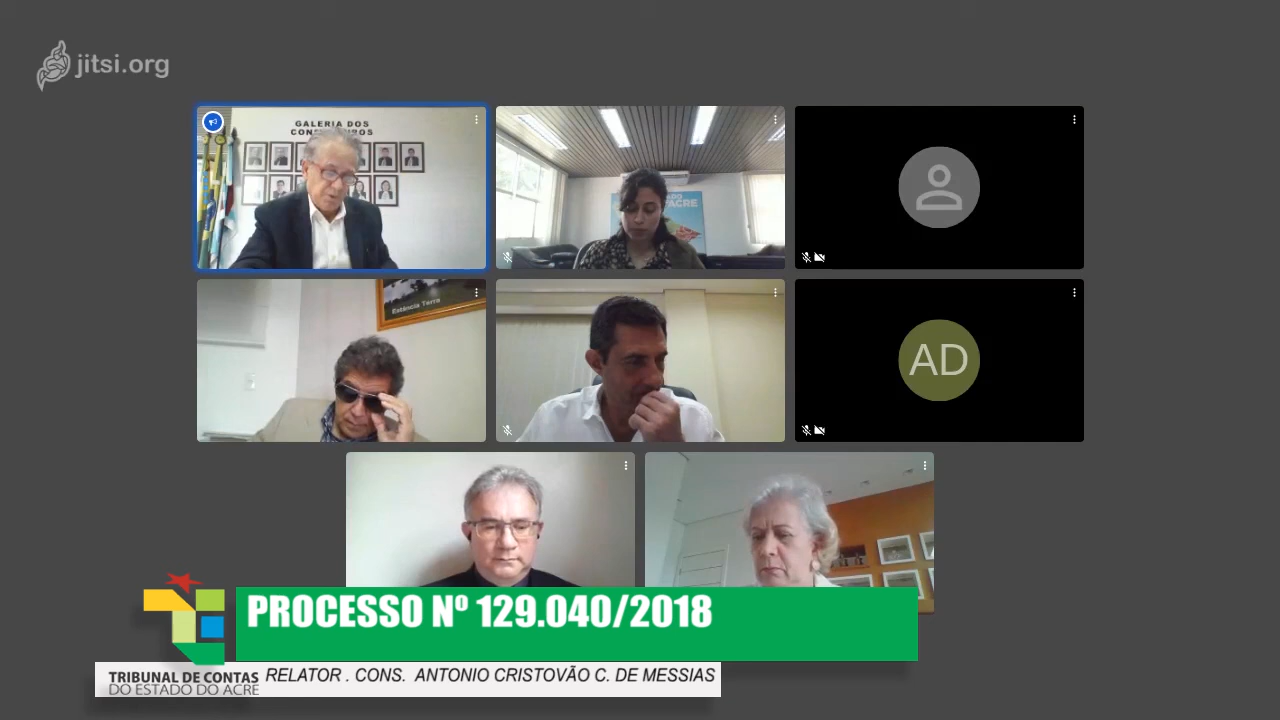 jitsi.org
GALERIA DOS
Estância Terra
AD
PROCESSO Nº 129.040/2018
RELATOR . CONS. ANTONIO CRISTOVÃO C. DE MESSIAS
TRIBUNAL DE CONTAS
DO ESTADO DO ACRE